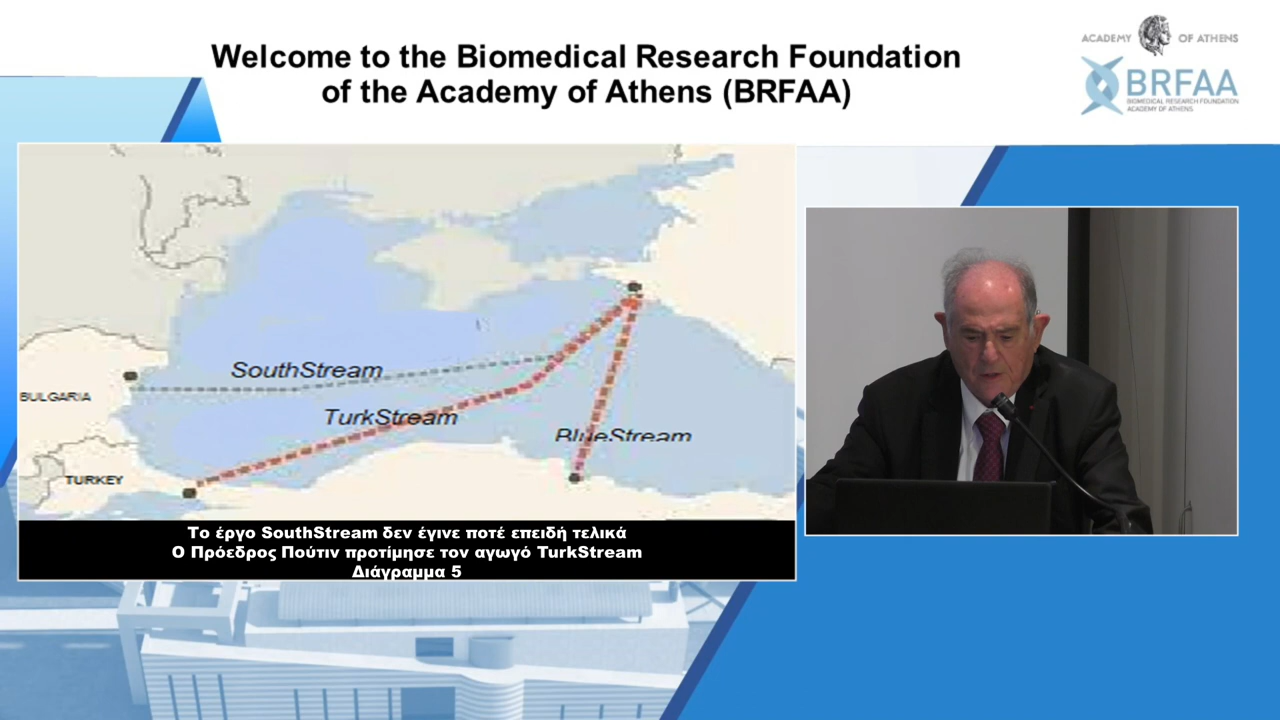 Welcome to the Biomedical Research Foundation
of the Academy of Athens (BRFAA)
ACADEMY OF ATHENS
BRFAA
BIOMEDICAL RESEARCH FOUNDATION
ACADEMY OF ATHENS
SouthStream
BULGARIA
TurkStream
BlueStream
TURKEY
Το έργο SouthStream δεν έγινε ποτέ επειδή τελικά
Ο Πρόεδρος Πούτιν προτίμησε τον αγωγό TurkStream
Διάγραμμα 5